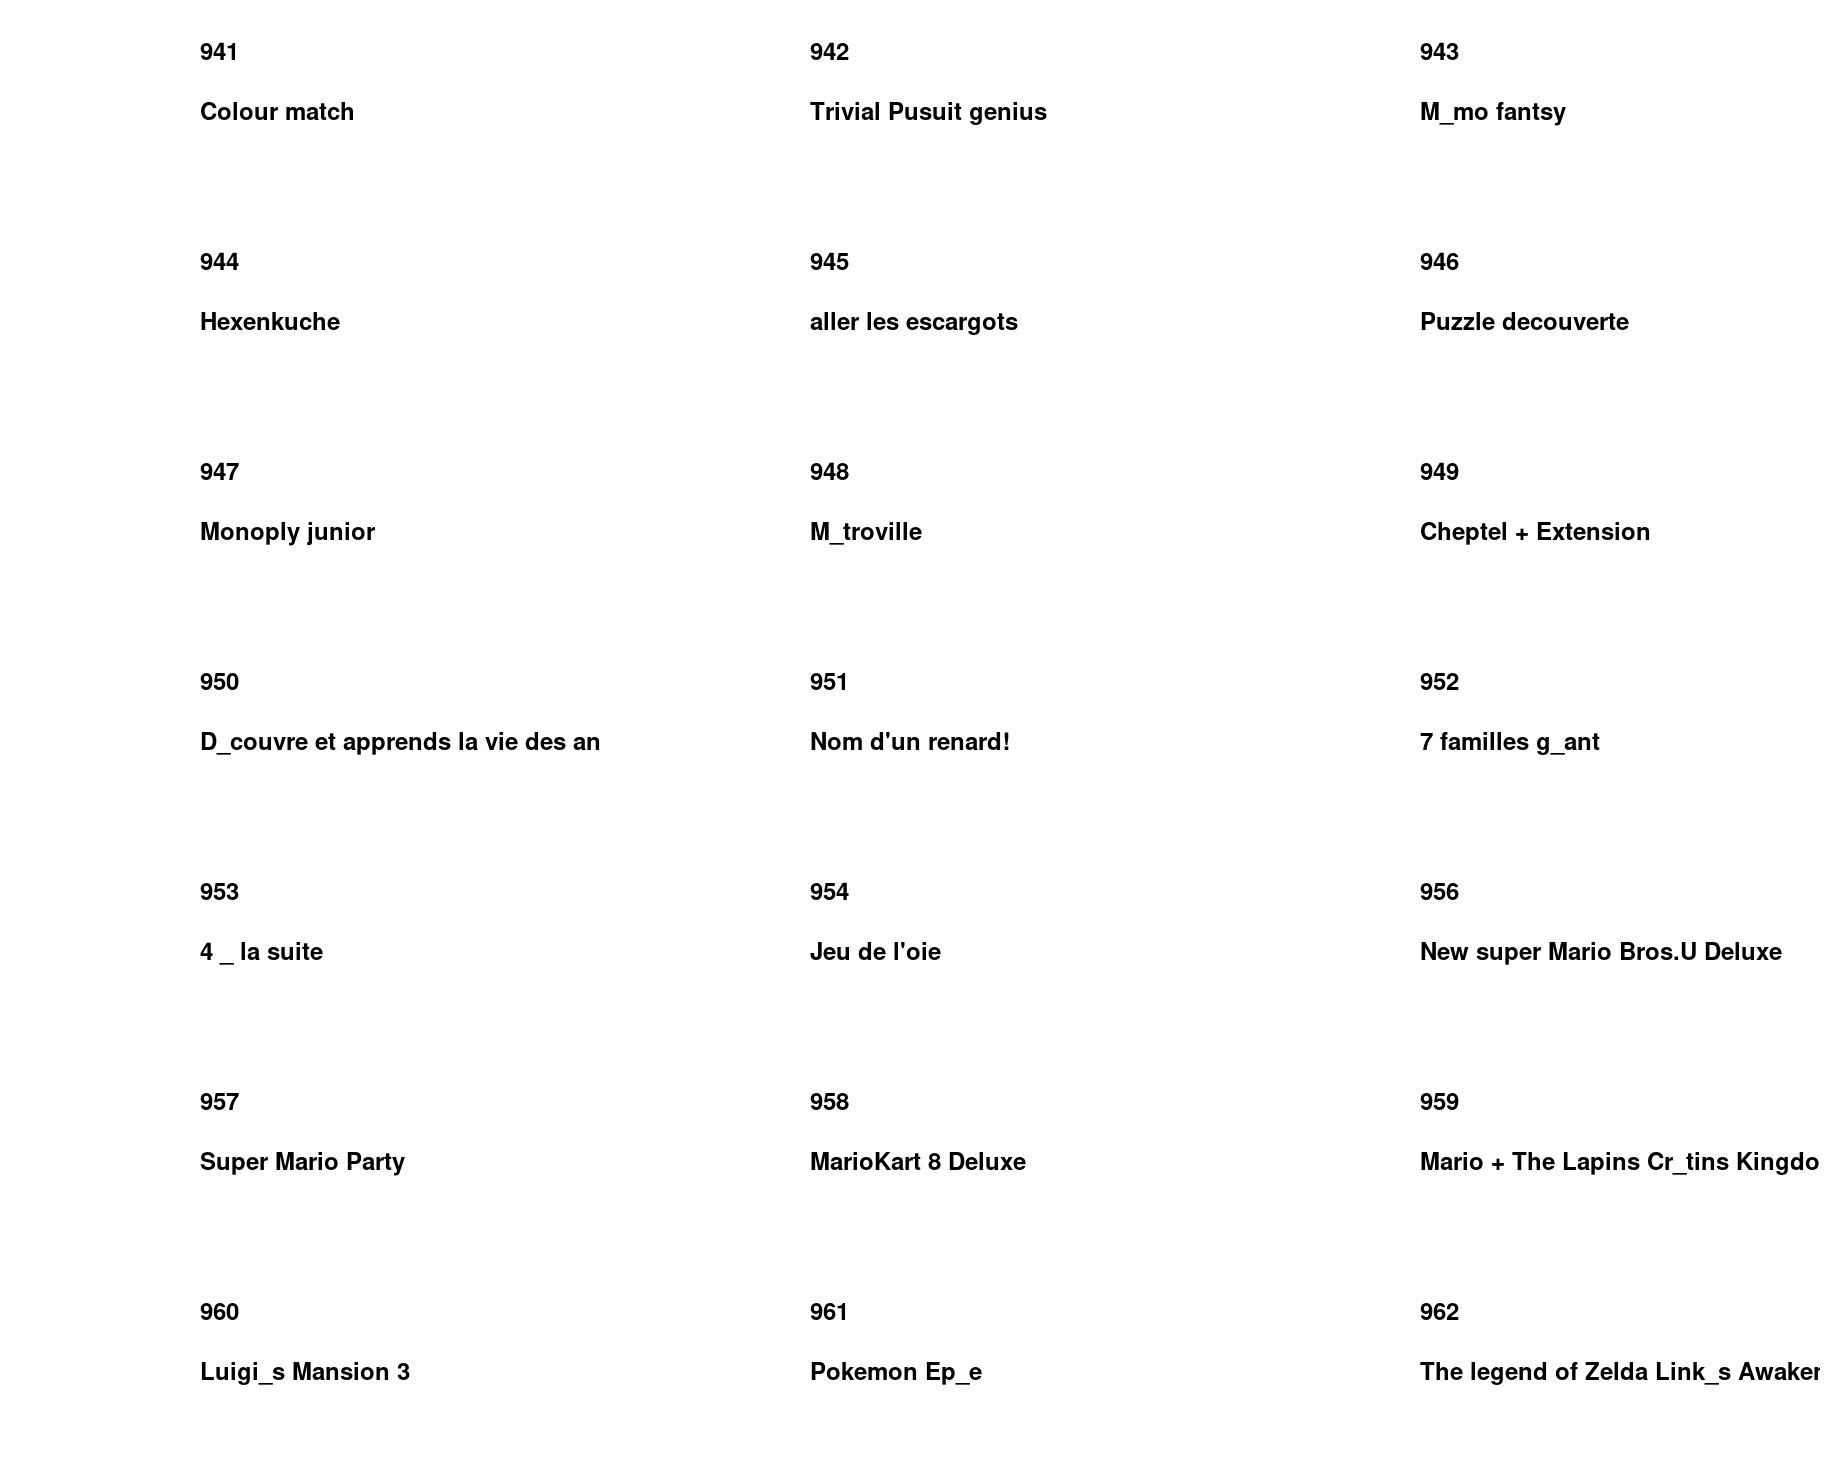 941
942
943
Colour match
Trivial Pusuit genius
M_mo fantsy
944
945
946
Hexenkuche
aller les escargots
Puzzle decouverte
947
948
949
Monoply junior
M_troville
Cheptel + Extension
950
951
952
D_couvre et apprends la vie des an
Nom d'un renard!
7 familles g_ant
953
954
956
4 _ la suite
Jeu de l'oie
New super Mario Bros.U Deluxe
957
958
959
Super Mario Party
MarioKart 8 Deluxe
Mario + The Lapins Cr_tins Kingdo
960
961
962
Luigi_s Mansion 3
Pokemon Ep_e
The legend of Zelda Link_s Awaker